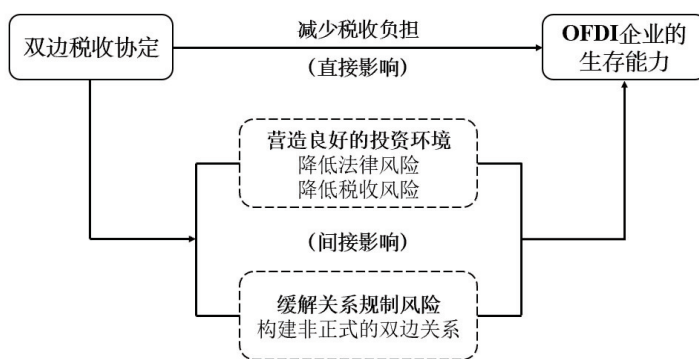 双边税收协定
减少税收负担
（直接影响）
OFDI企业的
生存能力
营造良好的投资环境
降低法律风险
降低税收风险
（间接影响）
缓解关系规制风险
构建非正式的双边关系